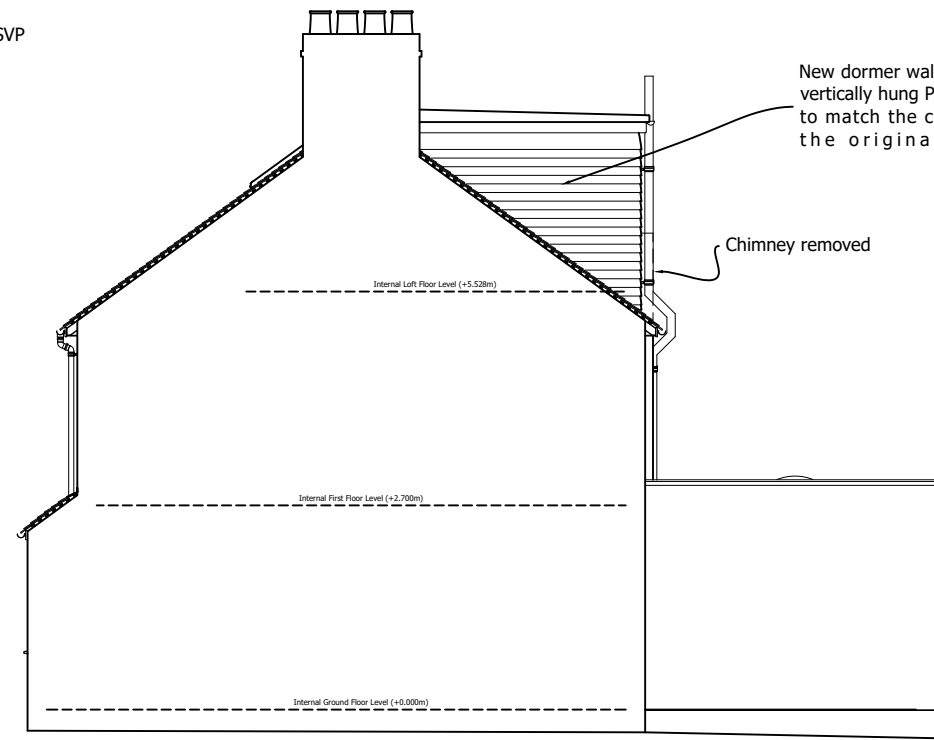 SVP
New dormer wal
vertically hung P
to match the c
the origina
Chimney removed
Internal Loft Floor Level (+5.528m)
Internal First Floor Level (+2.700m)
Internal Ground Floor Level (+0.000m)